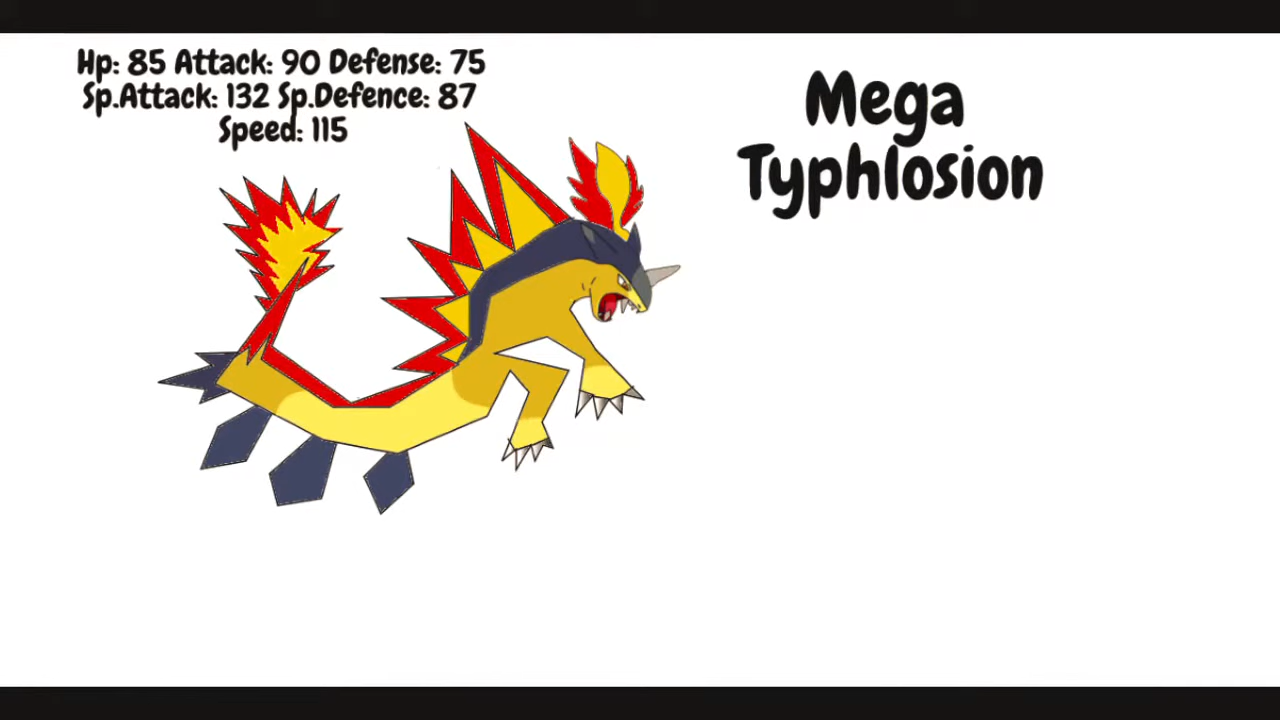 Hp: 85 Attack: 90 Defense: 75
Sp.Attack: 132 Sp.Defence: 87
Speed: 115
Mega
Typhlosion